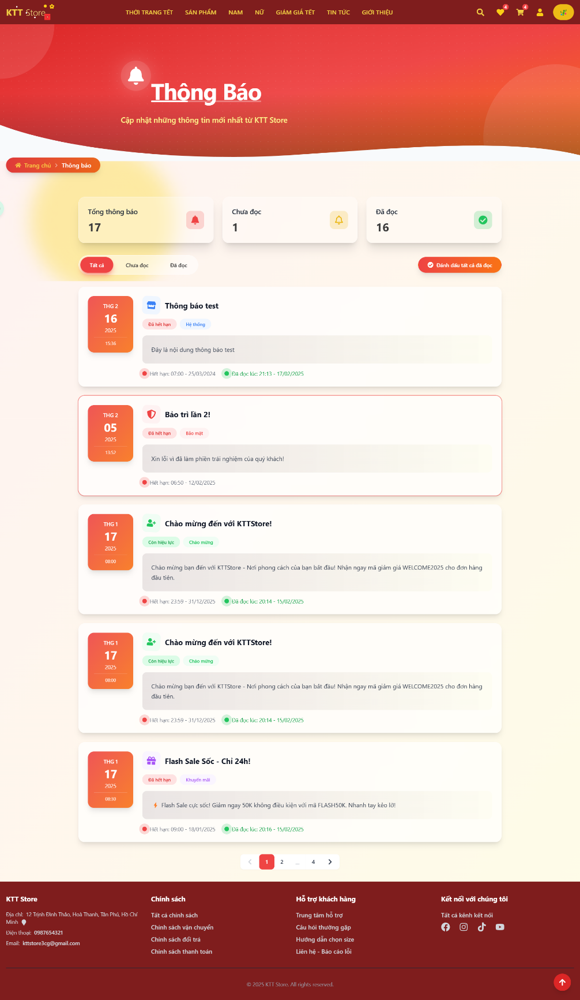 KTT Store
THỜI TRANG TẾT SẢN PHẨM NAM NỮ GIẢM GIÁ TẾT TIN TỨC GIỚI THIỆU
4 4
Thông Báo
Cập nhật những thông tin mới nhất từ KTT Store
Trang chủ Thông báo
Tổng thông báo
17
Chưa đọc
1
Đã đọc
16
Tất cả Chưa đọc Đã đọc
Đánh dấu tất cả đã đọc
THG 2
16
2025
15:36
Thông báo test
Đã hết hạn Hệ thống
Đây là nội dung thông báo test
Hết hạn: 07:00 - 25/03/2024 Đã đọc lúc: 21:13 - 17/02/2025
THG 2
05
2025
13:52
Bảo trì lần 2!
Đã hết hạn Bảo mật
Xin lỗi vì đã làm phiền trải nghiệm của quý khách!
Hết hạn: 06:50 - 12/02/2025
THG 1
17
2025
08:00
Chào mừng đến với KTTStore!
Còn hiệu lực Chào mừng
Chào mừng bạn đến với KTTStore - Nơi phong cách của bạn bắt đầu! Nhận ngay mã giảm giá WELCOME2025 cho đơn hàng
đầu tiên.
Hết hạn: 23:59 - 31/12/2025 Đã đọc lúc: 20:14 - 15/02/2025
THG 1
17
2025
08:00
Chào mừng đến với KTTStore!
Còn hiệu lực Chào mừng
Chào mừng bạn đến với KTTStore - Nơi phong cách của bạn bắt đầu! Nhận ngay mã giảm giá WELCOME2025 cho đơn hàng
đầu tiên.
Hết hạn: 23:59 - 31/12/2025 Đã đọc lúc: 20:14 - 15/02/2025
THG 1
17
2025
08:30
Flash Sale Sốc - Chỉ 24h!
Đã hết hạn Khuyến mãi
Flash Sale cực sốc! Giảm ngay 50K không điều kiện với mã FLASH50K. Nhanh tay kẻo lỡ!
Hết hạn: 09:00 - 18/01/2025 Đã đọc lúc: 20:16 - 15/02/2025
1 2 ... 4
KTT Store
Địa chỉ: 12 Trịnh Đình Thảo, Hoà Thanh, Tân Phú, Hồ Chí
Minh
Điện thoại: 0987654321
Email: kttstore3cg@gmail.com
Chính sách
Tất cả chính sách
Chính sách vận chuyển
Chính sách đổi trả
Chính sách thanh toán
Hỗ trợ khách hàng
Trung tâm hỗ trợ
Câu hỏi thường gặp
Hướng dẫn chọn size
Liên hệ - Báo cáo lỗi
Kết nối với chúng tôi
Tất cả kênh kết nối
© 2025 KTT Store. All rights reserved.